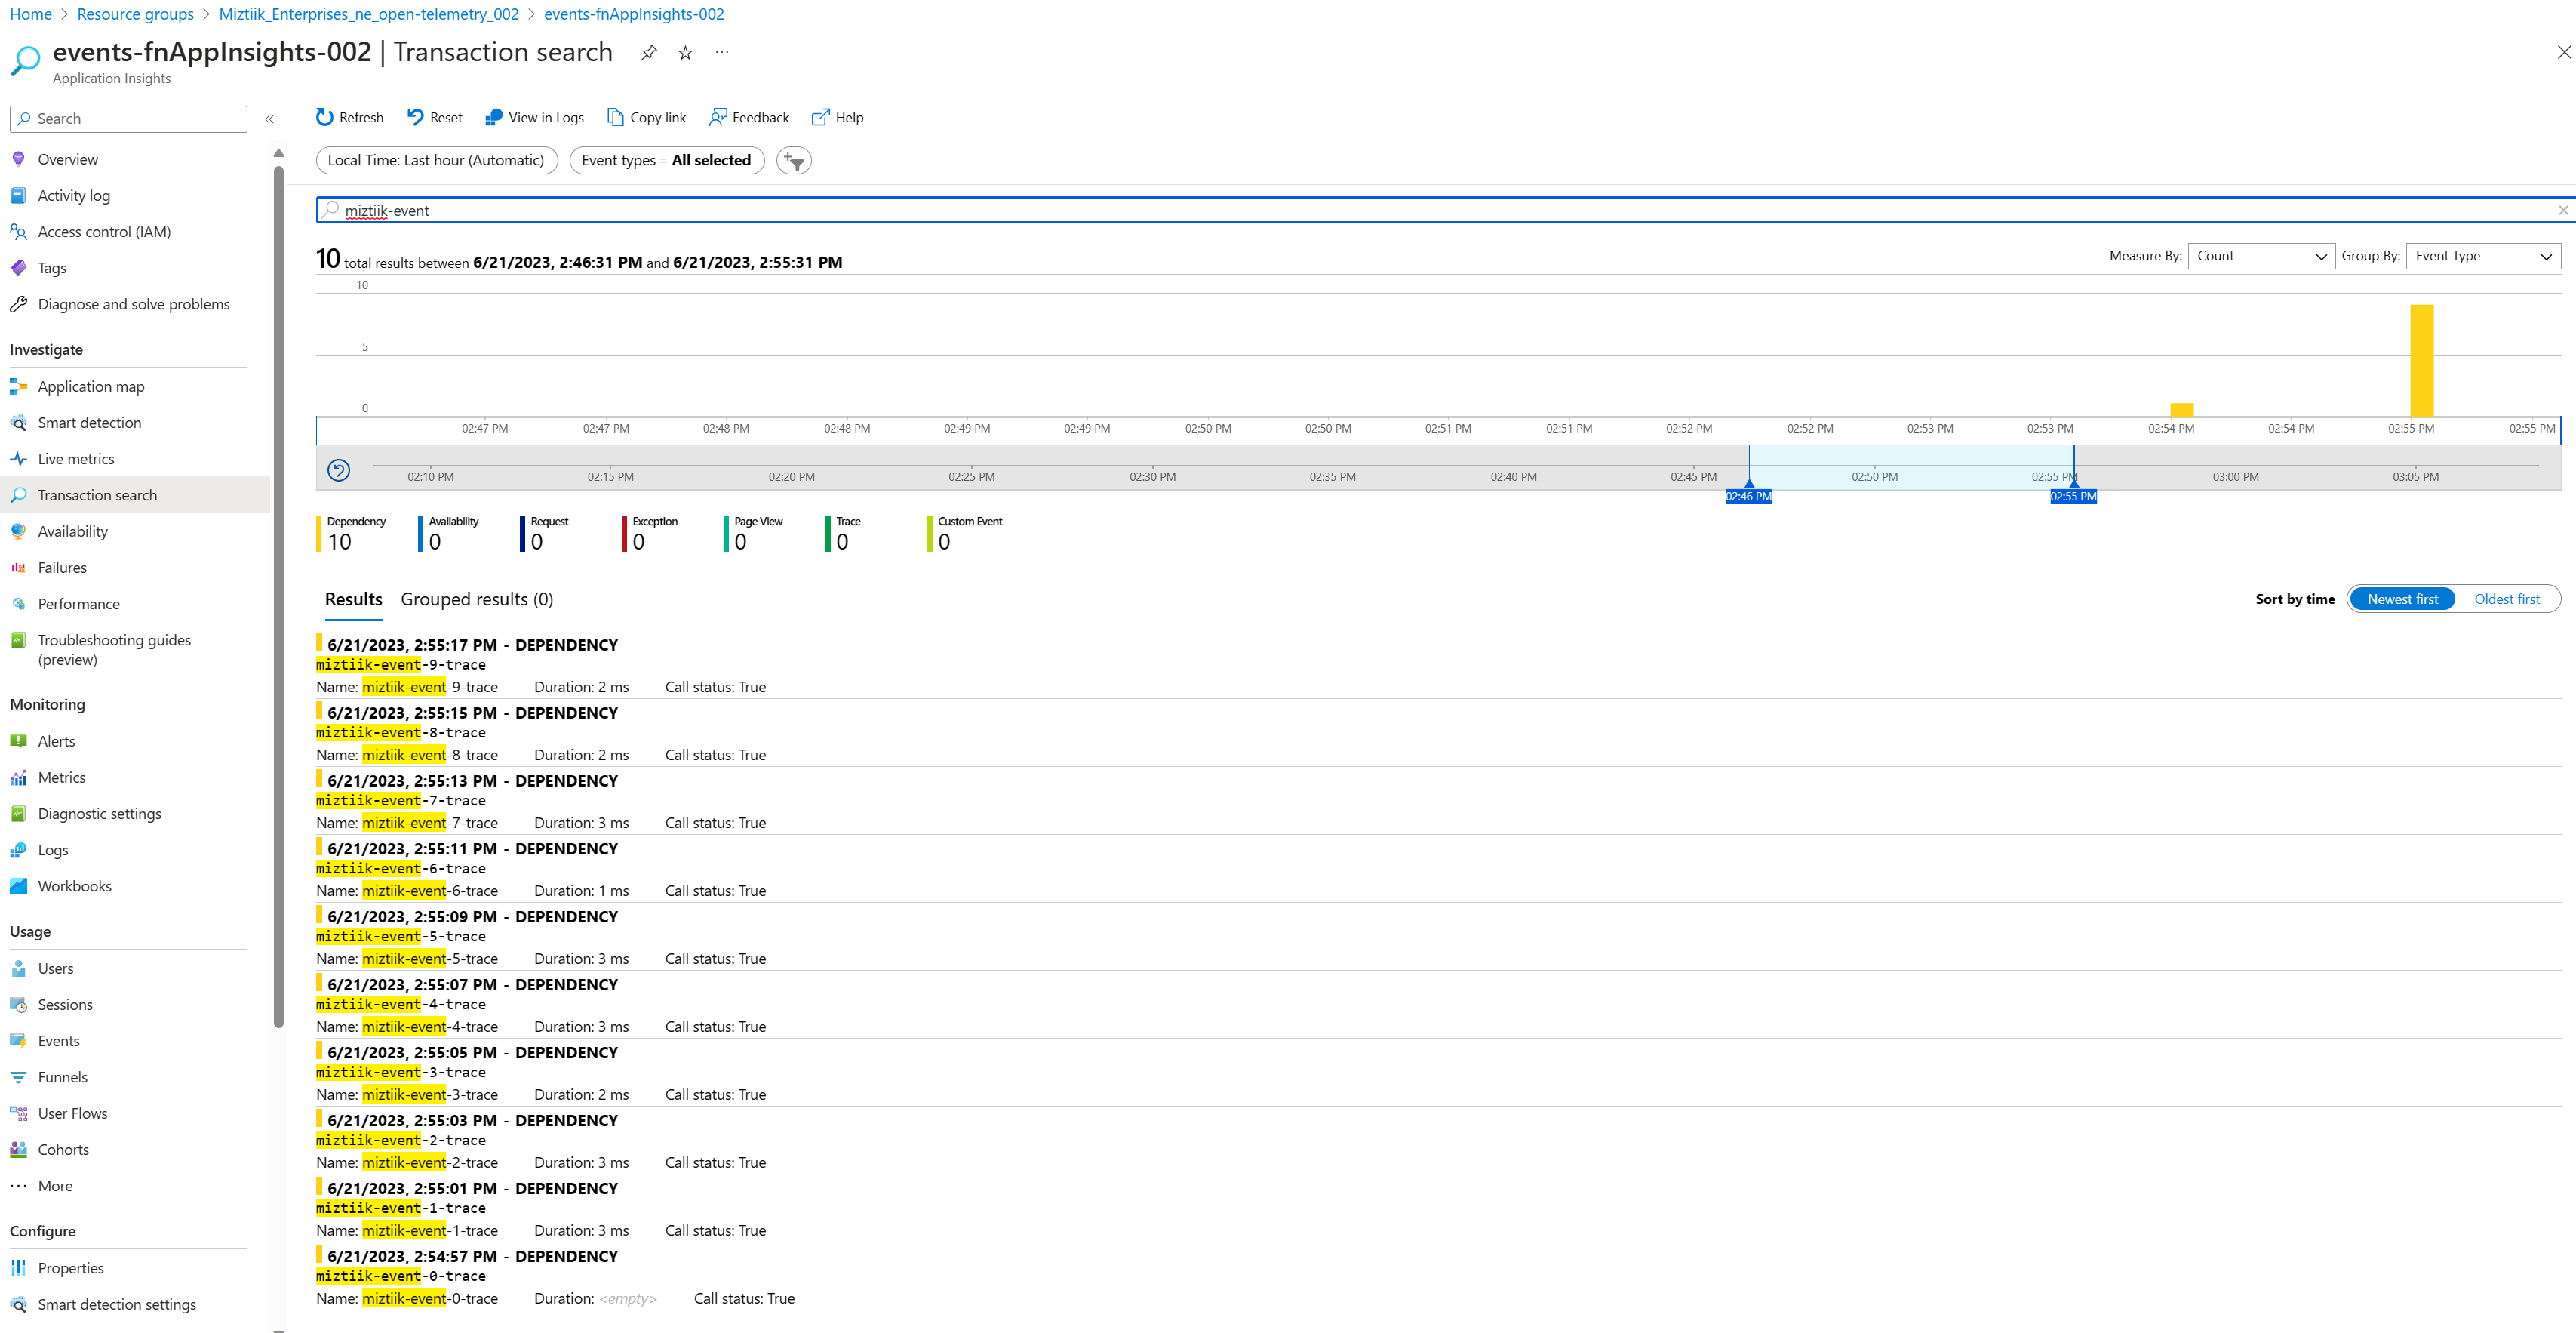 Home > Resource groups > Miztiik_Enterprises_ne_open-telemetry_002 > events-fnAppInsights-002
events-fnAppInsights-002 | Transaction search
Application Insights
Search
Overview
Activity log
Access control (IAM)
Tags
Diagnose and solve problems
Investigate
Application map
Smart detection
Live metrics
Transaction search
Availability
Failures
Performance
Troubleshooting guides
(preview)
Monitoring
Alerts
Metrics
Diagnostic settings
Logs
Workbooks
Usage
Users
Sessions
Events
Funnels
User Flows
Cohorts
More
Configure
Properties
Smart detection settings
Refresh Reset View in Logs Copy link Feedback Help
Local Time: Last hour (Automatic) Event types = All selected
miztiik-event
10 total results between 6/21/2023, 2:46:31 PM and 6/21/2023, 2:55:31 PM
Measure By: Count Group By: Event Type
10
5
0
02:47 PM 02:47 PM 02:48 PM 02:48 PM 02:49 PM 02:49 PM 02:50 PM 02:50 PM 02:51 PM 02:51 PM 02:52 PM 02:52 PM 02:53 PM 02:53 PM 02:54 PM 02:54 PM 02:55 PM 02:55 PM
02:10 PM 02:15 PM 02:20 PM 02:25 PM 02:30 PM 02:35 PM 02:40 PM 02:45 PM 02:50 PM 02:55 PM 03:00 PM 03:05 PM
02:46 PM 02:55 PM
Dependency Availability Request Exception Page View Trace Custom Event
10 0 0 0 0 0 0
Results Grouped results (0)
Sort by time Newest first Oldest first
6/21/2023, 2:55:17 PM - DEPENDENCY
miztiik-event-9-trace
Name: miztiik-event-9-trace Duration: 2 ms Call status: True
6/21/2023, 2:55:15 PM - DEPENDENCY
miztiik-event-8-trace
Name: miztiik-event-8-trace Duration: 2 ms Call status: True
6/21/2023, 2:55:13 PM - DEPENDENCY
miztiik-event-7-trace
Name: miztiik-event-7-trace Duration: 3 ms Call status: True
6/21/2023, 2:55:11 PM - DEPENDENCY
miztiik-event-6-trace
Name: miztiik-event-6-trace Duration: 1 ms Call status: True
6/21/2023, 2:55:09 PM - DEPENDENCY
miztiik-event-5-trace
Name: miztiik-event-5-trace Duration: 3 ms Call status: True
6/21/2023, 2:55:07 PM - DEPENDENCY
miztiik-event-4-trace
Name: miztiik-event-4-trace Duration: 3 ms Call status: True
6/21/2023, 2:55:05 PM - DEPENDENCY
miztiik-event-3-trace
Name: miztiik-event-3-trace Duration: 2 ms Call status: True
6/21/2023, 2:55:03 PM - DEPENDENCY
miztiik-event-2-trace
Name: miztiik-event-2-trace Duration: 3 ms Call status: True
6/21/2023, 2:55:01 PM - DEPENDENCY
miztiik-event-1-trace
Name: miztiik-event-1-trace Duration: 3 ms Call status: True
6/21/2023, 2:54:57 PM - DEPENDENCY
miztiik-event-0-trace
Name: miztiik-event-0-trace Duration: <empty> Call status: True